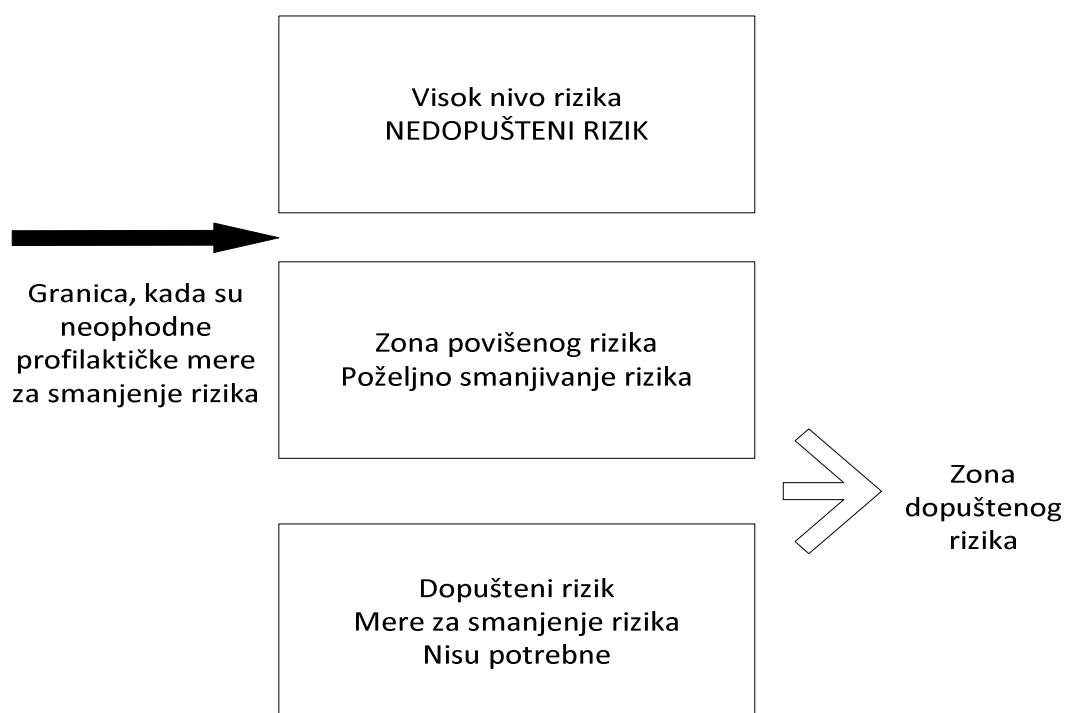 Visok nivo rizika
NEDOPUŠTENI RIZIK
Granica, kada su
neophodne
profilaktičke mere
za smanjenje rizika
Zona povišenog rizika
Poželjno smanjivanje rizika
Zona
dopuštenog
rizika
Dopušteni rizik
Mere za smanjenje rizika
Nisu potrebne